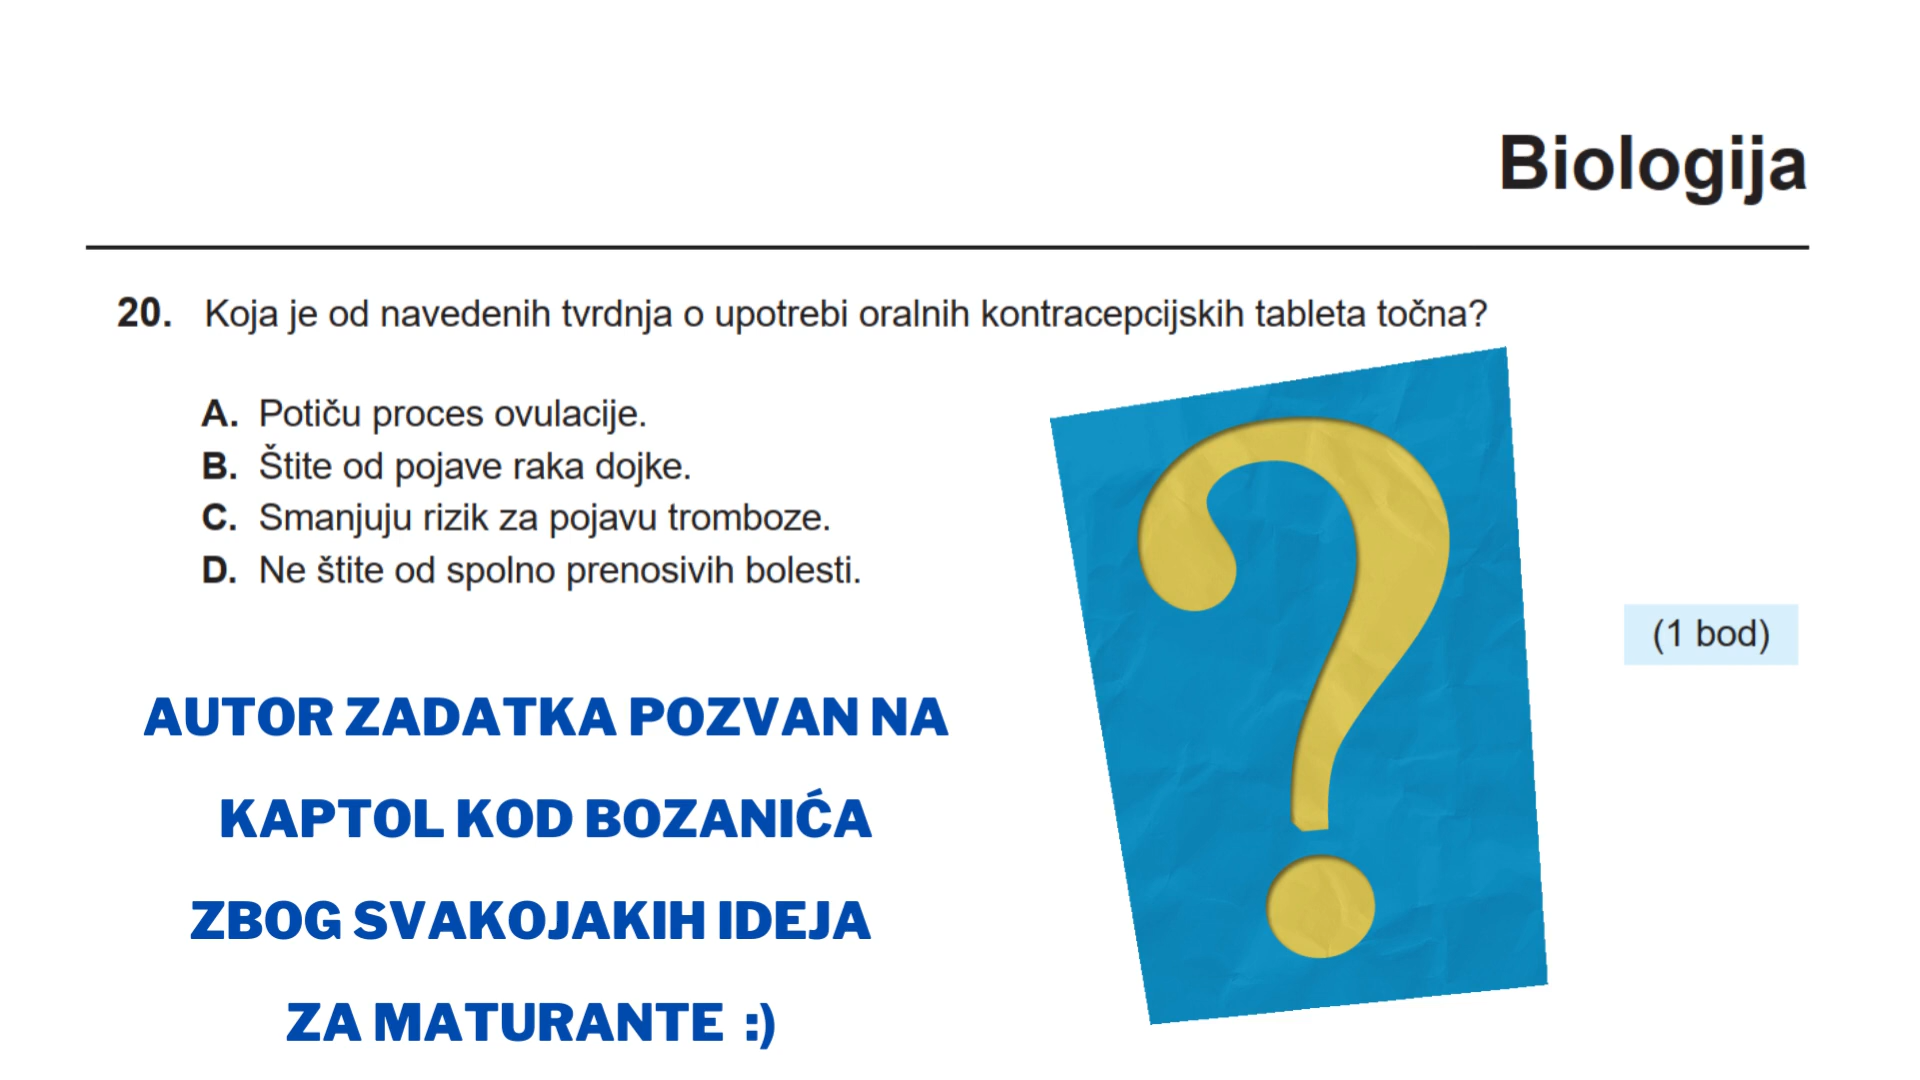 Biologija
20. Koja je od navedenih tvrdnja o upotrebi oralnih kontracepcijskih tableta točna?
A. Potiču proces ovulacije.
B. Štite od pojave raka dojke.
C. Smanjuju rizik za pojavu tromboze.
D. Ne štite od spolno prenosivih bolesti.
(1 bod)
AUTOR ZADATKA POZVAN NA
KAPTOL KOD BOZANIĆA
ZBOG SVAKOJAKIH IDEJA
ZA MATURANTE :)
?